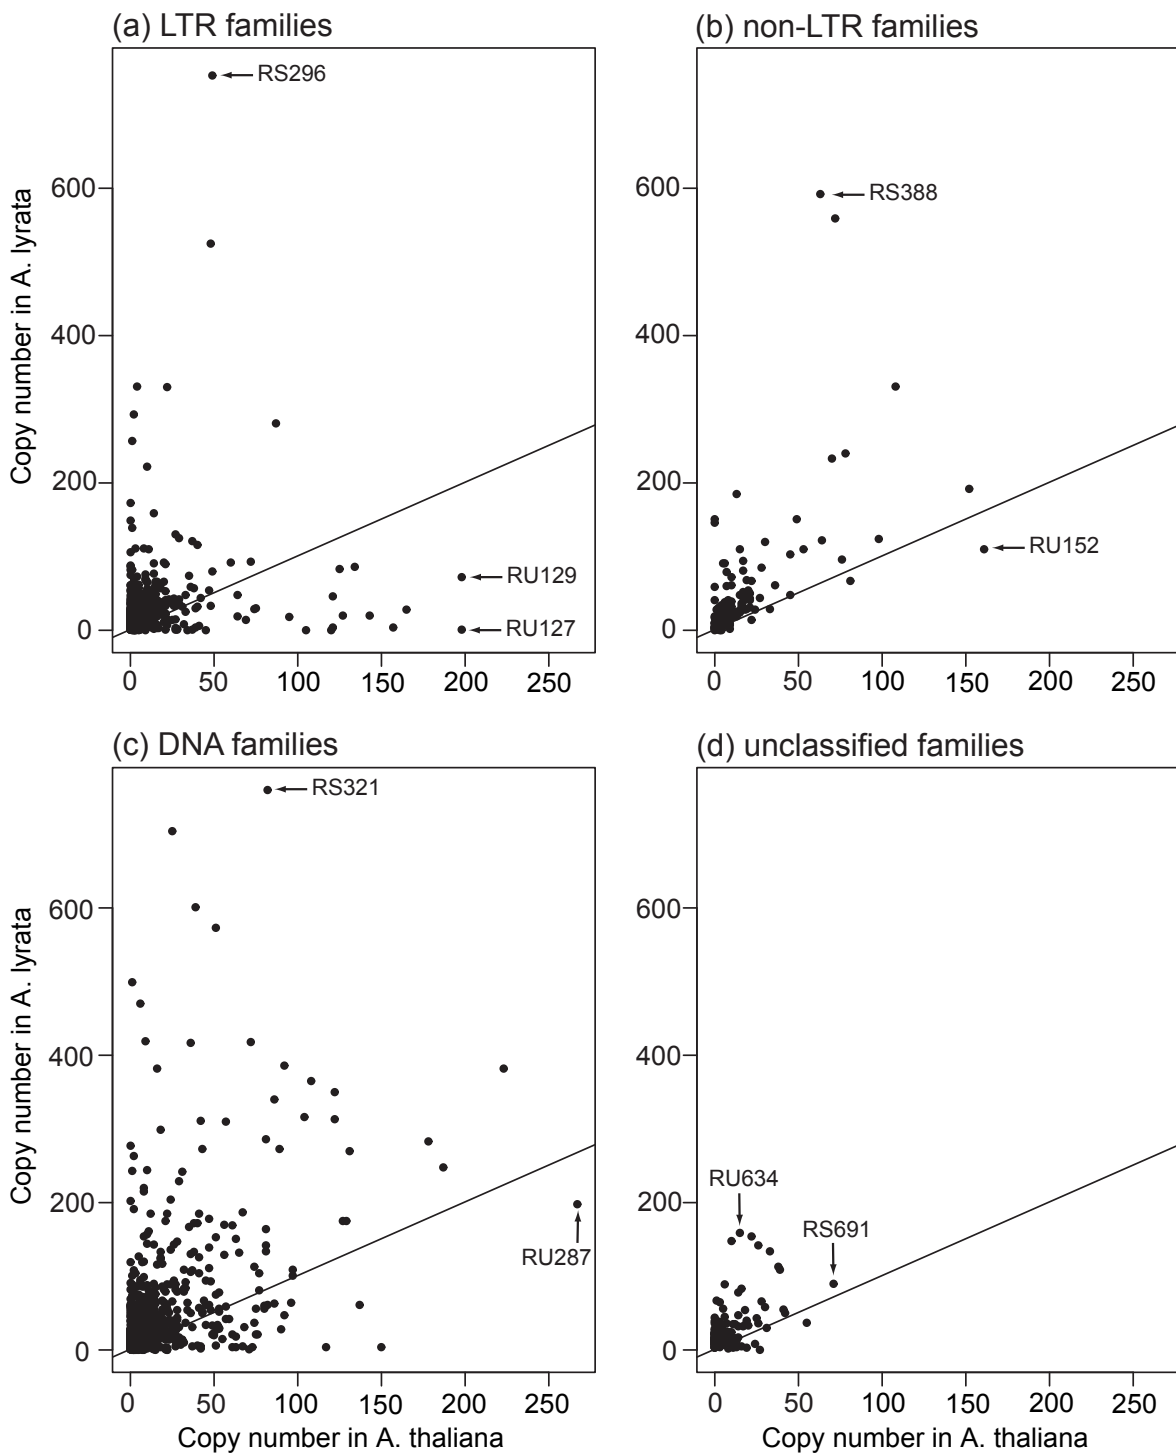 (a) LTR families
RS296
600
400
200
0
RU129
RU127
0 50 100 150 200 250
Copy number in A. lyrata
(b) non-LTR families
600
400
200
0
RS388
RU152
0 50 100 150 200 250
(c) DNA families
RS321
600
400
200
0
RU287
0 50 100 150 200 250
Copy number in A. lyrata
Copy number in A. thaliana
(d) unclassified families
600
400
200
0
RU634
RS691
0 50 100 150 200 250
Copy number in A. thaliana